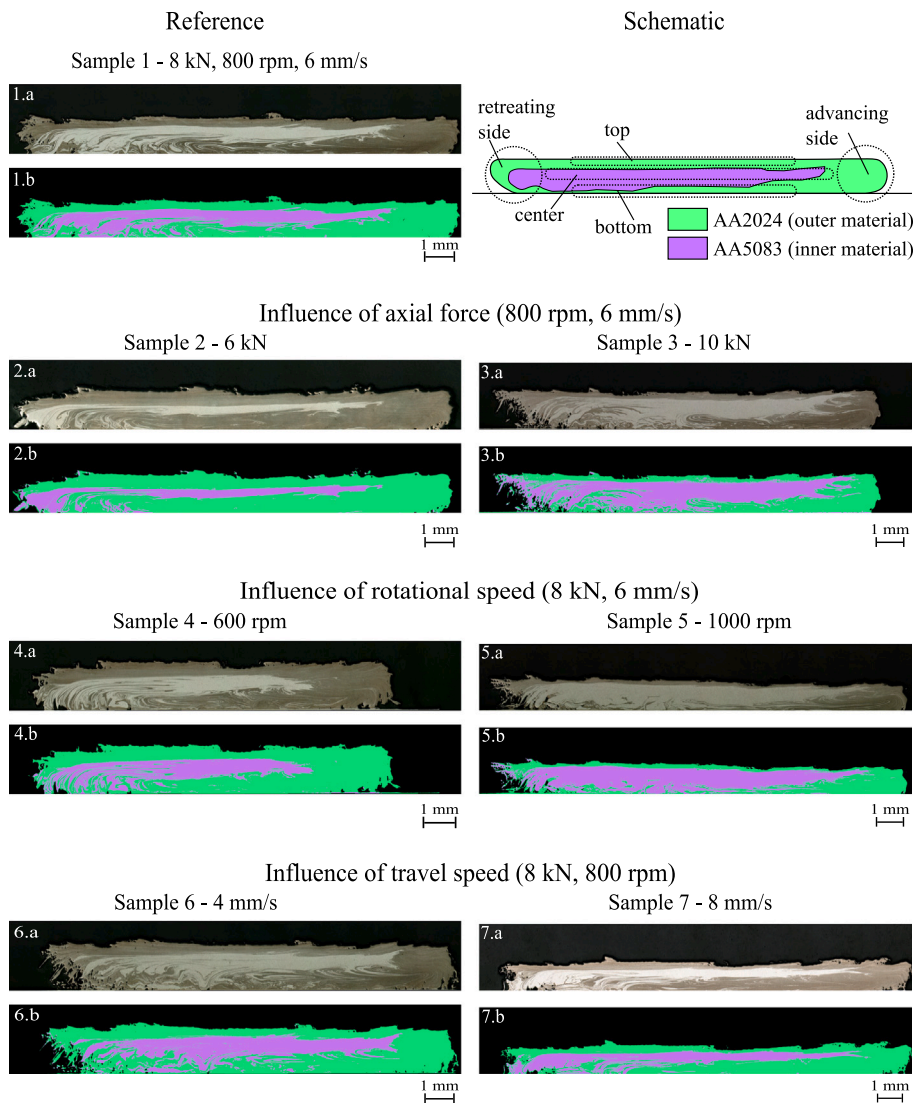 Reference
Schematic
Sample 1 - 8 kN, 800 rpm, 6 mm/s
1.a
1.b
1 mm
retreating
side
top
advancing
side
center
bottom
AA2024 (outer material)
AA5083 (inner material)
Influence of axial force (800 rpm, 6 mm/s)
Sample 2 - 6 kN
Sample 3 - 10 kN
2.a
3.a
2.b
3.b
1 mm
1 mm
Influence of rotational speed (8 kN, 6 mm/s)
Sample 4 - 600 rpm
Sample 5 - 1000 rpm
4.a
5.a
4.b
5.b
1 mm
1 mm
Influence of travel speed (8 kN, 800 rpm)
Sample 6 - 4 mm/s
Sample 7 - 8 mm/s
6.a
7.a
6.b
7.b
1 mm
1 mm